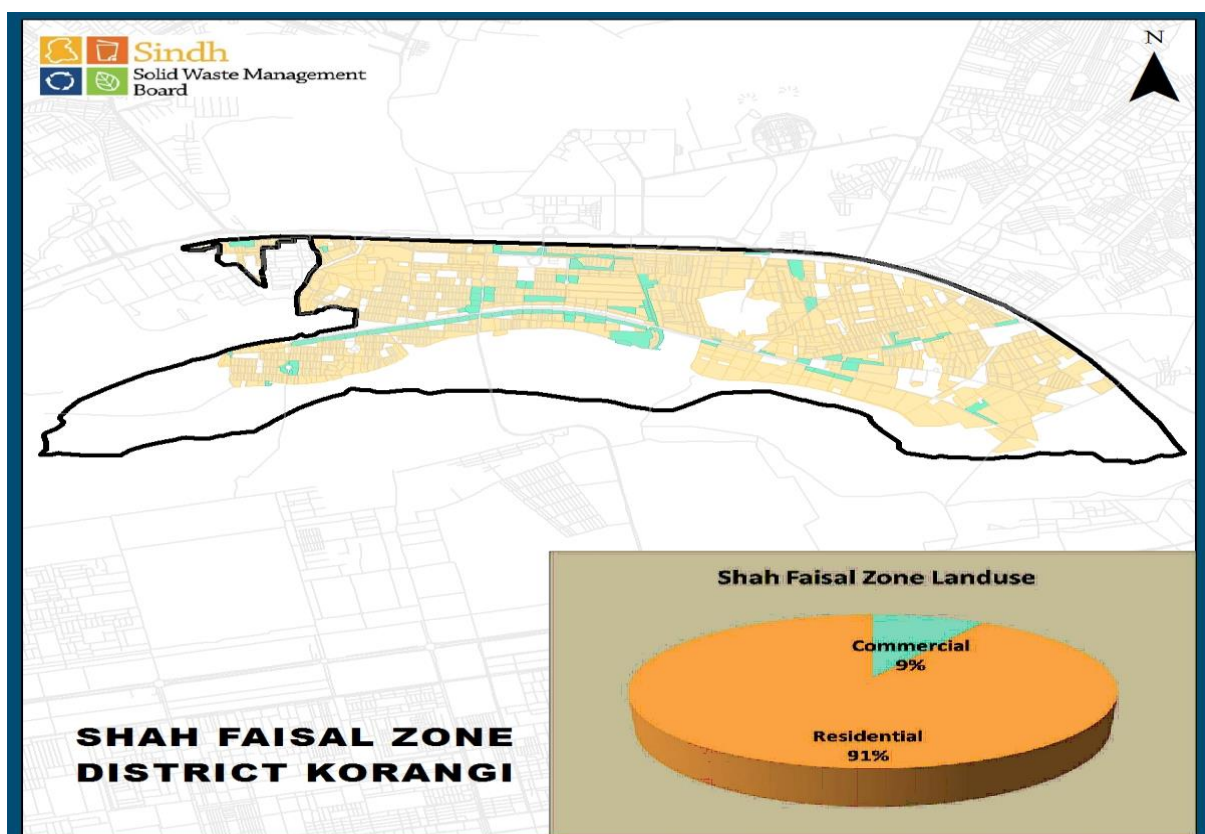 Sindh
Solid Waste Management
Board
N
Shah Faisal Zone Landuse
Commercial
9%
Residential
91%
SHAH FAISAL ZONE
DISTRICT KORANGI